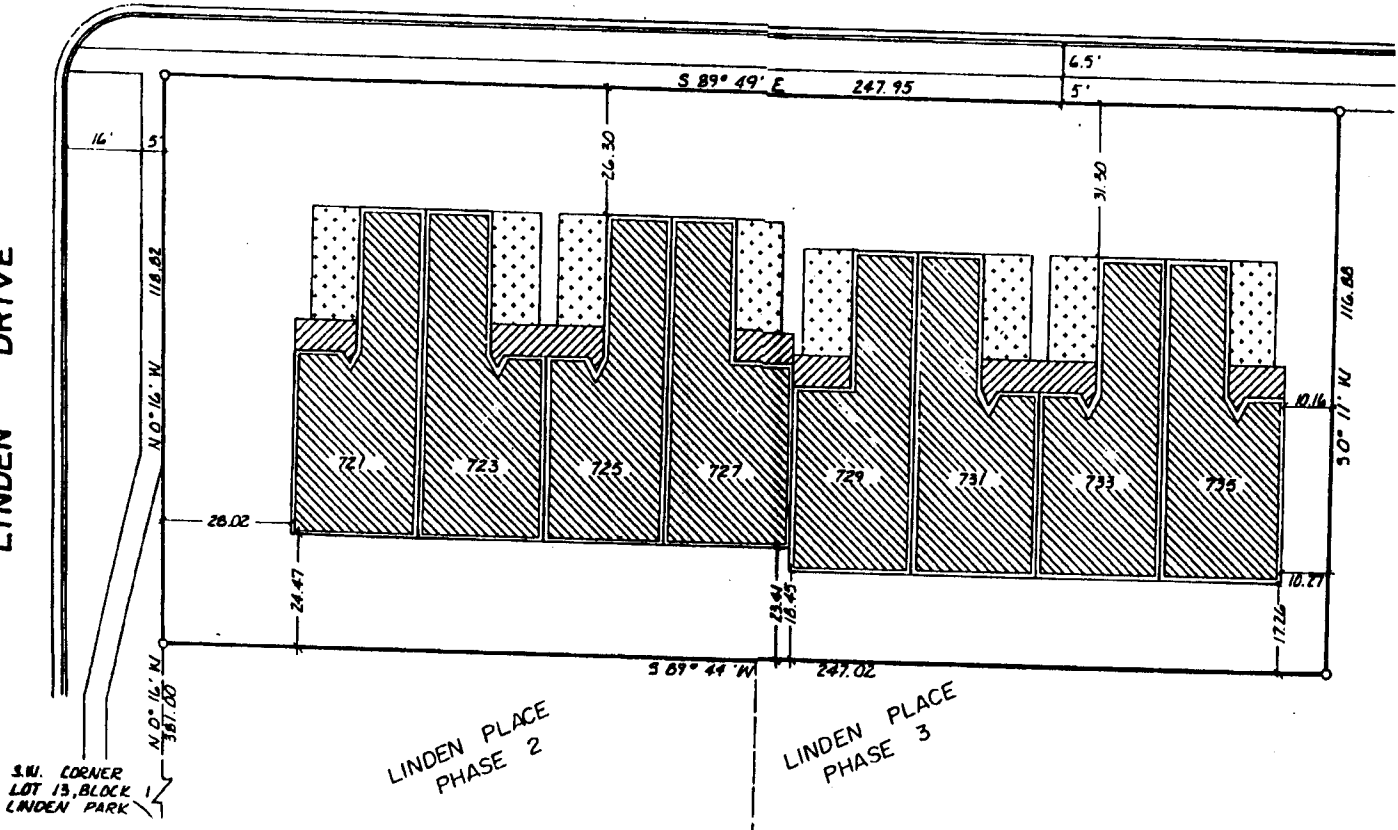 6.5'
S 89° 49' E 247.95
5'
16' 5'
26.30
31.30
LINDEN DRIVE
N 0° 16' W 118.82
S 0° 11' W 116.88
10.16
721 723 725 727 729 731 733 735
28.02
10.27
24.47
23.41
18.45
17.26
S 89° 44' W 247.02
N 0° 16' W
381.00
LINDEN PLACE
PHASE 2
LINDEN PLACE
PHASE 3
S.W. CORNER
LOT 13, BLOCK 1
LINDEN PARK